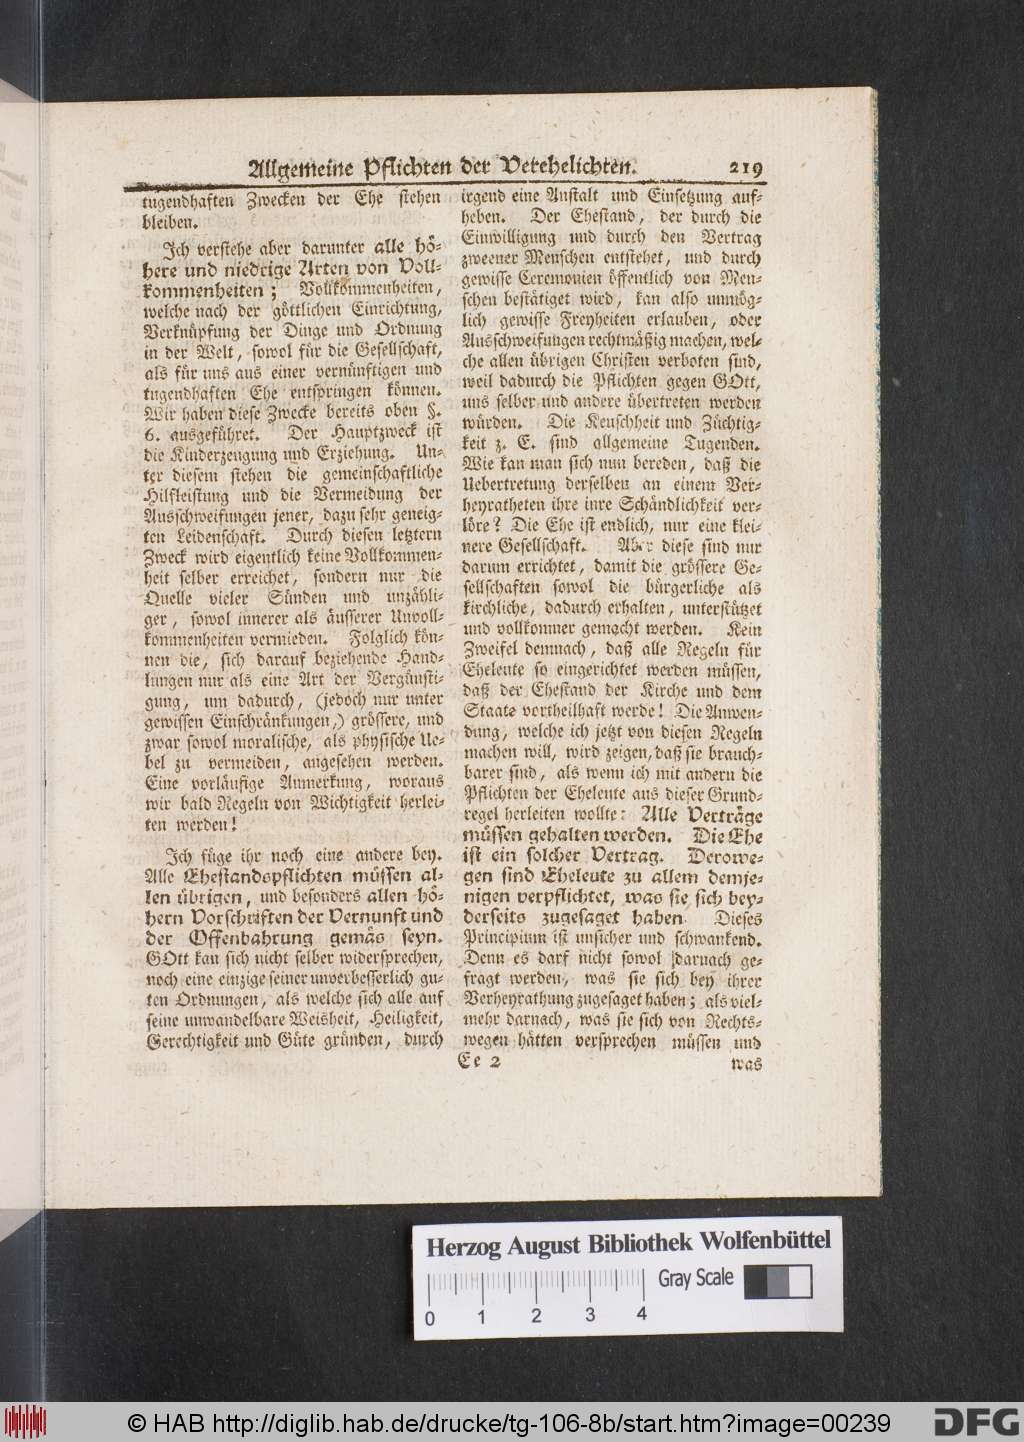 Allgemeine Pflichten der Verehelichten. 219
tugendhaften Zwecken der Ehe stehen
bleiben.
Ich verstehe aber darunter alle hö-
here und niedrige Arten von Voll-
kommenheiten; Vollkommenheiten,
welche nach der göttlichen Einrichtung,
Verknüpfung der Dinge und Ordnung
in der Welt, sowol für die Gesellschaft,
als für uns aus einer vernünftigen und
tugendhaften Ehe entspringen können.
Wir haben diese Zwecke bereits oben §.
6. ausgeführet. Der Hauptzweck ist
die Kinderzeugung und Erziehung. Un-
ter diesem stehen die gemeinschaftliche
Hilfleistung und die Vermeidung der
Ausschweifungen jener, dazu sehr geneig-
ten Leidenschaft. Durch diesen letztern
Zweck wird eigentlich keine Vollkommen-
heit selber erreichet, sondern nur die
Quelle vieler Sünden und unzähli-
ger, sowol innerer als äusserer Unvoll-
kommenheiten vermieden. Folglich kön-
nen die, sich darauf beziehende Hand-
lungen nur als eine Art der Vergünsti-
gung, um dadurch, (jedoch nur unter
gewissen Einschränkungen,) grössere, und
zwar sowol moralische, als physische Ue-
bel zu vermeiden, angesehen werden.
Eine vorläufige Anmerkung, woraus
wir bald Regeln von Wichtigkeit herlei-
ten werden!
Ich füge ihr noch eine andere bey.
Alle Ehestandspflichten müssen al-
len übrigen, und besonders allen hö-
hern Vorschriften der Vernunft und
der Offenbahrung gemäs seyn.
GOtt kan sich nicht selber widersprechen,
noch eine einzige seiner unverbesserlich gu-
ten Ordnungen, als welche sich alle auf
seine unwandelbare Weisheit, Heiligkeit,
Gerechtigkeit und Güte gründen, durch
irgend eine Anstalt und Einsetzung auf-
heben. Der Ehestand, der durch die
Einwilligung und durch den Vertrag
zweener Menschen entstehet, und durch
gewisse Ceremonien öffentlich von Men-
schen bestätiget wird, kan also unmög-
lich gewisse Freyheiten erlauben, oder
Ausschweifungen rechtmäßig machen, wel-
che allen übrigen Christen verboten sind,
weil dadurch die Pflichten gegen GOtt,
uns selber und andere übertreten werden
würden. Die Keuschheit und Züchtig-
keit z. E. sind allgemeine Tugenden.
Wie kan man sich nun bereden, daß die
Uebertretung derselben an einem Ver-
heyratheten ihre inre Schändlichkeit ver-
löre? Die Ehe ist endlich, nur eine klei-
nere Gesellschaft. Aber diese sind nur
darum errichtet, damit die grössere Ge-
sellschaften sowol die bürgerliche als
kirchliche, dadurch erhalten, unterstützet
und vollkomner gemacht werden. Kein
Zweifel demnach, daß alle Regeln für
Eheleute so eingerichtet werden müssen,
daß der Ehestand der Kirche und dem
Staate vortheilhaft werde! Die Anwen-
dung, welche ich jetzt von diesen Regeln
machen will, wird zeigen, daß sie brauch-
barer sind, als wenn ich mit andern die
Pflichten der Eheleute aus dieser Grund-
regel herleiten wollte: Alle Verträge
müssen gehalten werden. Die Ehe
ist ein solcher Vertrag. Derowe-
gen sind Eheleute zu allem demje-
nigen verpflichtet, was sie sich bey-
derseits zugesaget haben. Dieses
Principium ist unsicher und schwankend.
Denn es darf nicht sowol darnach ge-
fragt werden, was sie sich bey ihrer
Verheyrathung zugesaget haben; als viel-
mehr darnach, was sie sich von Rechts-
wegen hätten versprechen müssen und
Ee 2 was
Herzog August Bibliothek Wolfenbüttel
Gray Scale
0 1 2 3 4
© HAB http://diglib.hab.de/drucke/tg-106-8b/start.htm?image=00239
DFG